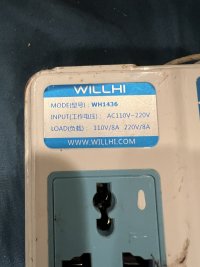 WILLHI
MODE(型号): WH1436
INPUT(工作电压): AC110V~220V
LOAD(负载): 110V/8A 220V/8A
WWW.WILLHI.COM